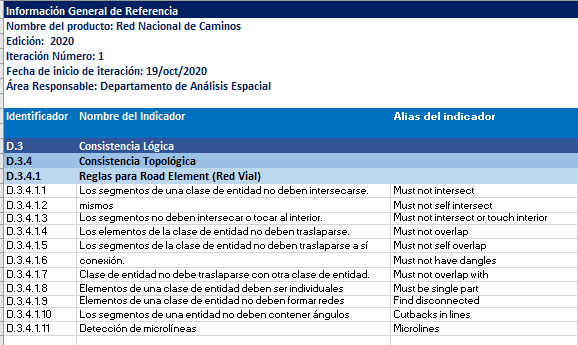 Información General de Referencia
Nombre del producto: Red Nacional de Caminos
Edición: 2020
Iteración Número: 1
Fecha de inicio de iteración: 19/oct/2020
Área Responsable: Departamento de Análisis Espacial
Identificador Nombre del Indicador Alias del indicador
D.3 Consistencia Lógica
D.3.4 Consistencia Topológica
D.3.4.1 Reglas para Road Element (Red Vial)
D.3.4.1.1 Los segmentos de una clase de entidad no deben intersecarse. Must not intersect
D.3.4.1.2 mismos Must not self intersect
D.3.4.1.3 Los segmentos no deben intersecar o tocar al interior. Must not intersect or touch interior
D.3.4.1.4 Los elementos de la clase de entidad no deben traslaparse. Must not overlap
D.3.4.1.5 Los segmentos de la clase de entidad no deben traslaparse a sí Must not self overlap
D.3.4.1.6 conexión. Must not have dangles
D.3.4.1.7 Clase de entidad no debe traslaparse con otra clase de entidad. Must not overlap with
D.3.4.1.8 Elementos de una clase de entidad deben ser individuales Must be single part
D.3.4.1.9 Elementos de una clase de entidad no deben formar redes Find disconnected
D.3.4.1.10 Los segmentos de una entidad no deben contener ángulos Cutbacks in lines
D.3.4.1.11 Detección de microlíneas Microlines